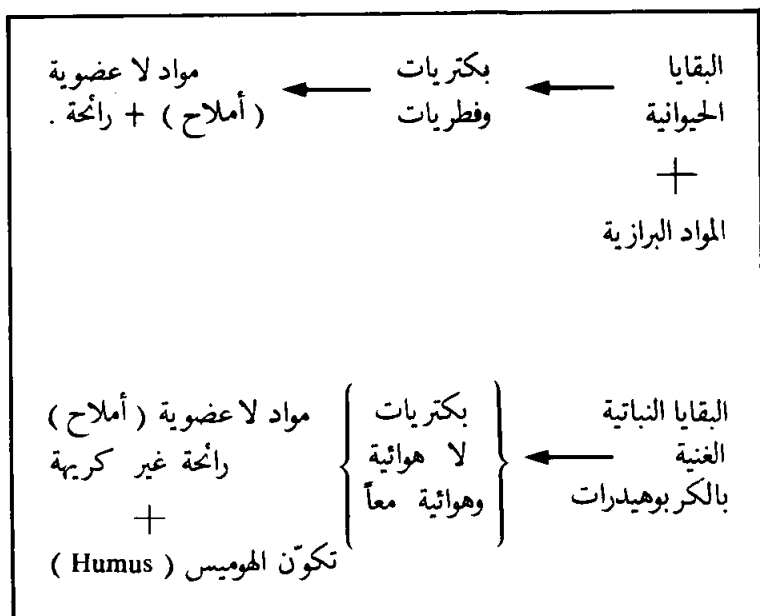 البقايا ← بكتريات ← مواد لا عضوية
الحيوانية وفطريات ( أملاح ) + رائحة .
+
المواد البرازية
البقايا النباتية بكتريات مواد لا عضوية ( أملاح )
الغنية ← لا هوائية رائحة غير كريهة
بالكربوهيدرات وهوائية معاً +
تكوّن الهوميس ( Humus )